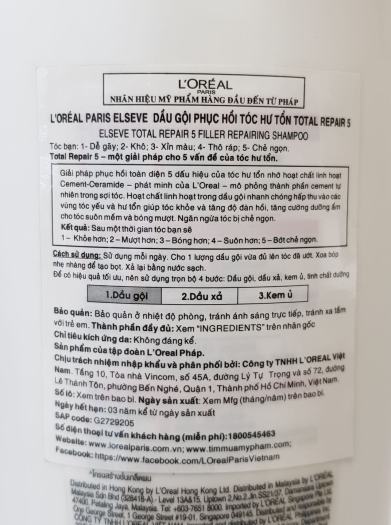 L'ORÉAL
PARIS
NHÃN HIỆU MỸ PHẨM HÀNG ĐẦU ĐẾN TỪ PHÁP
L'ORÉAL PARIS ELSEVE DẦU GỘI PHỤC HỒI TÓC HƯ TỔN TOTAL REPAIR 5
ELSEVE TOTAL REPAIR 5 FILLER REPAIRING SHAMPOO
Tóc bạn: 1- Dễ gãy; 2- Khô; 3- Xỉn màu; 4- Thô ráp; 5- Chẻ ngọn.
Total Repair 5 – một giải pháp cho 5 vấn đề của tóc hư tổn.
Giải pháp phục hồi toàn diện 5 dấu hiệu của tóc hư tổn nhờ hoạt chất linh hoạt
Cement-Ceramide – phát minh của L'Oreal – mô phỏng thành phần cement tự
nhiên trong sợi tóc. Hoạt chất linh hoạt trong dầu gội nhanh chóng hấp thu vào các
vùng tóc yếu và hư tổn giúp tóc khỏe và tăng độ đàn hồi, tăng cường dưỡng ẩm
cho tóc suôn mềm và bóng mượt. Ngăn ngừa tóc bị chẻ ngọn.
Kết quả: Sau một thời gian tóc bạn sẽ
1 – Khỏe hơn; 2 – Mượt hơn; 3 – Bóng hơn; 4 – Suôn hơn; 5 – Bớt chẻ ngọn.
Cách sử dụng: Sử dụng mỗi ngày. Cho 1 lượng dầu gội vừa đủ lên tóc đã ướt. Xoa bóp
nhẹ nhàng để tạo bọt. Xả lại bằng nước sạch.
Để có hiệu quả tối ưu, nên sử dụng trọn bộ 4 bước: Dầu gội, dầu xả, kem ủ, tinh chất dưỡng
1.Dầu gội 2.Dầu xả 3.Kem ủ
Bảo quản: Bảo quản ở nhiệt độ phòng, tránh ánh sáng trực tiếp, tránh xa tầm
với trẻ em. Thành phần đầy đủ: Xem "INGREDIENTS" trên nhãn gốc
Chỉ tiêu kích ứng da: Không đáng kể.
Sản phẩm của tập đoàn L'Oreal Pháp.
Chịu trách nhiệm nhập khẩu và phân phối bởi: Công ty TNHH L'OREAL Việt
Nam. Tầng 10, Tòa nhà Vincom, số 45A, đường Lý Tự Trọng và số 72, đường
Lê Thánh Tôn, phường Bến Nghé, Quận 1, Thành phố Hồ Chí Minh, Việt Nam.
Số lô: Xem trên bao bì. Ngày sản xuất: Xem Mfg (tháng/năm) trên bao bì.
Ngày hết hạn: 03 năm kể từ ngày sản xuất
SAP code: G2729205
Số điện thoại tư vấn khách hàng (miễn phí): 1800545463
Website: www.lorealparis.com.vn; www.timmuamypham.com;
Facebook: https://www.facebook.com/LOrealParisVietnam
Distributed in Hong Kong by L'Oreal Hong Kong Ltd. Distributed in Malaysia by L'OREAL